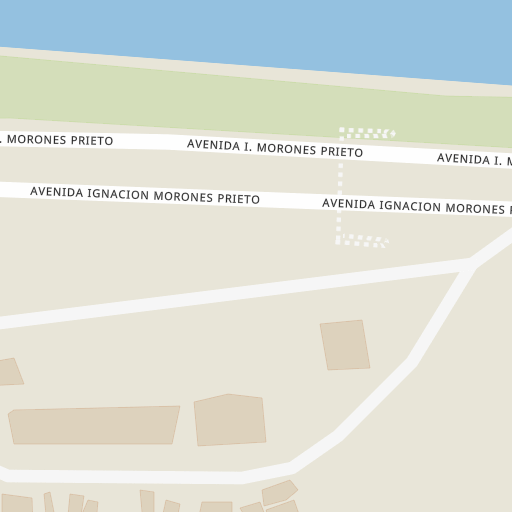 . MORONES PRIETO
AVENIDA I. MORONES PRIETO
AVENIDA I. M
AVENIDA IGNACION MORONES PRIETO
AVENIDA IGNACION MORONES P